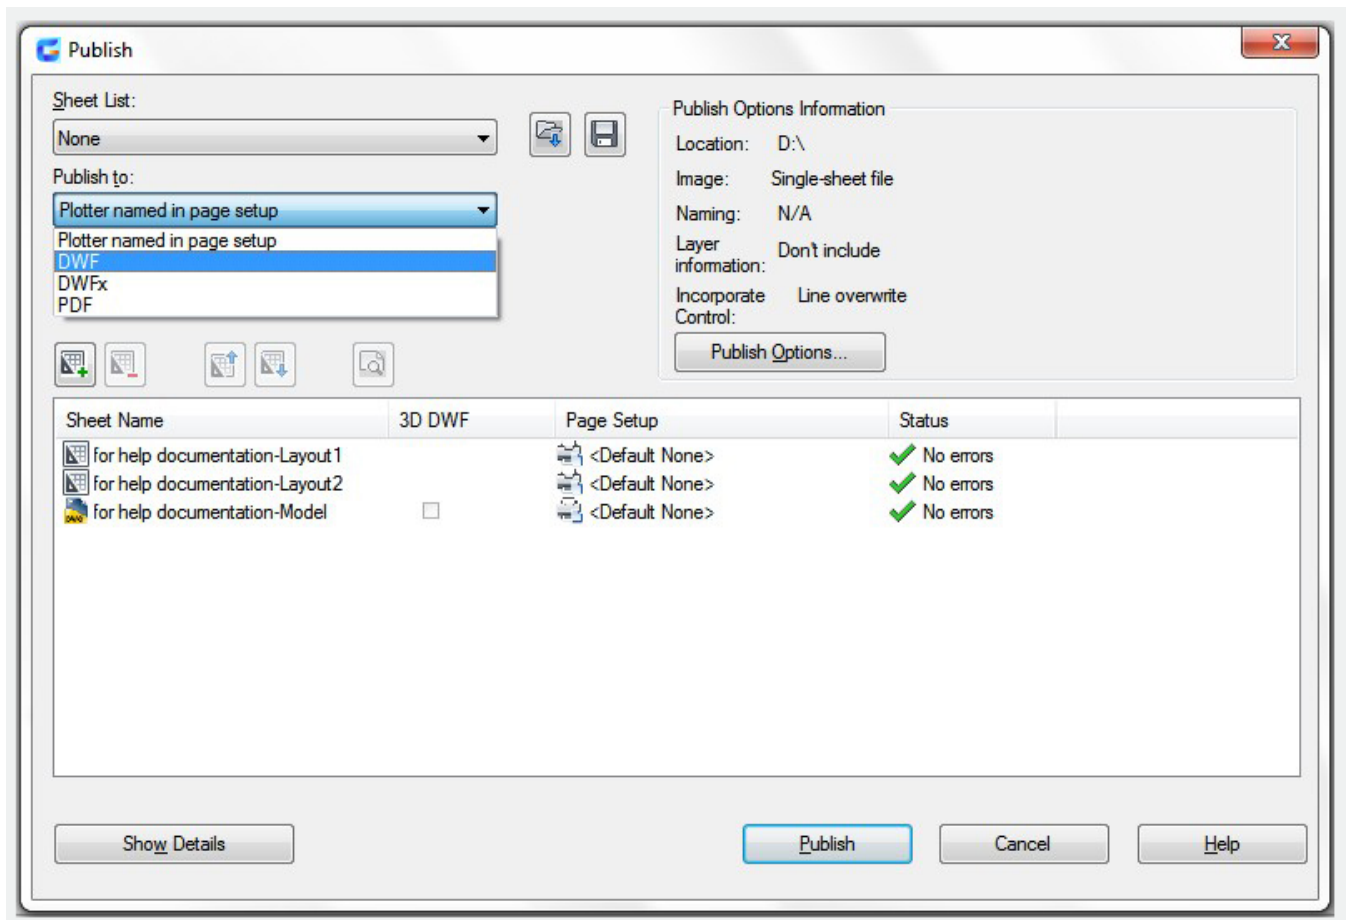 Publish
Sheet List:
None
Publish to:
Plotter named in page setup
Plotter named in page setup
DWF
DWFx
PDF
Publish Options Information
Location: D:\
Image: Single-sheet file
Naming: N/A
Layer
information: Don't include
Incorporate Line overwrite
Control:
Publish Options...
Sheet Name 3D DWF Page Setup Status
for help documentation-Layout1 <Default None> No errors
for help documentation-Layout2 <Default None> No errors
for help documentation-Model <Default None> No errors
Show Details Publish Cancel Help